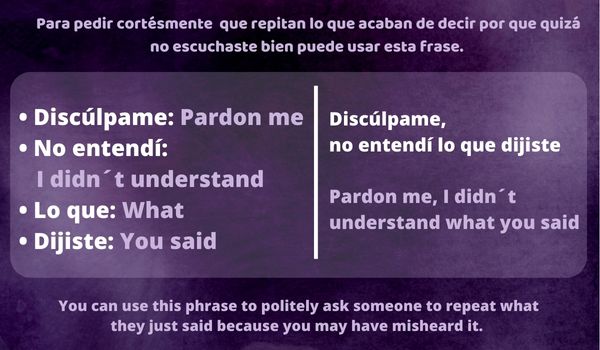 Para pedir cortésmente que repitan lo que acaban de decir por que quizá
no escuchaste bien puede usar esta frase.
• Discúlpame: Pardon me
• No entendí:
I didn´t understand
• Lo que: What
• Dijiste: You said
Discúlpame,
no entendí lo que dijiste
Pardon me, I didn´t
understand what you said
You can use this phrase to politely ask someone to repeat what
they just said because you may have misheard it.